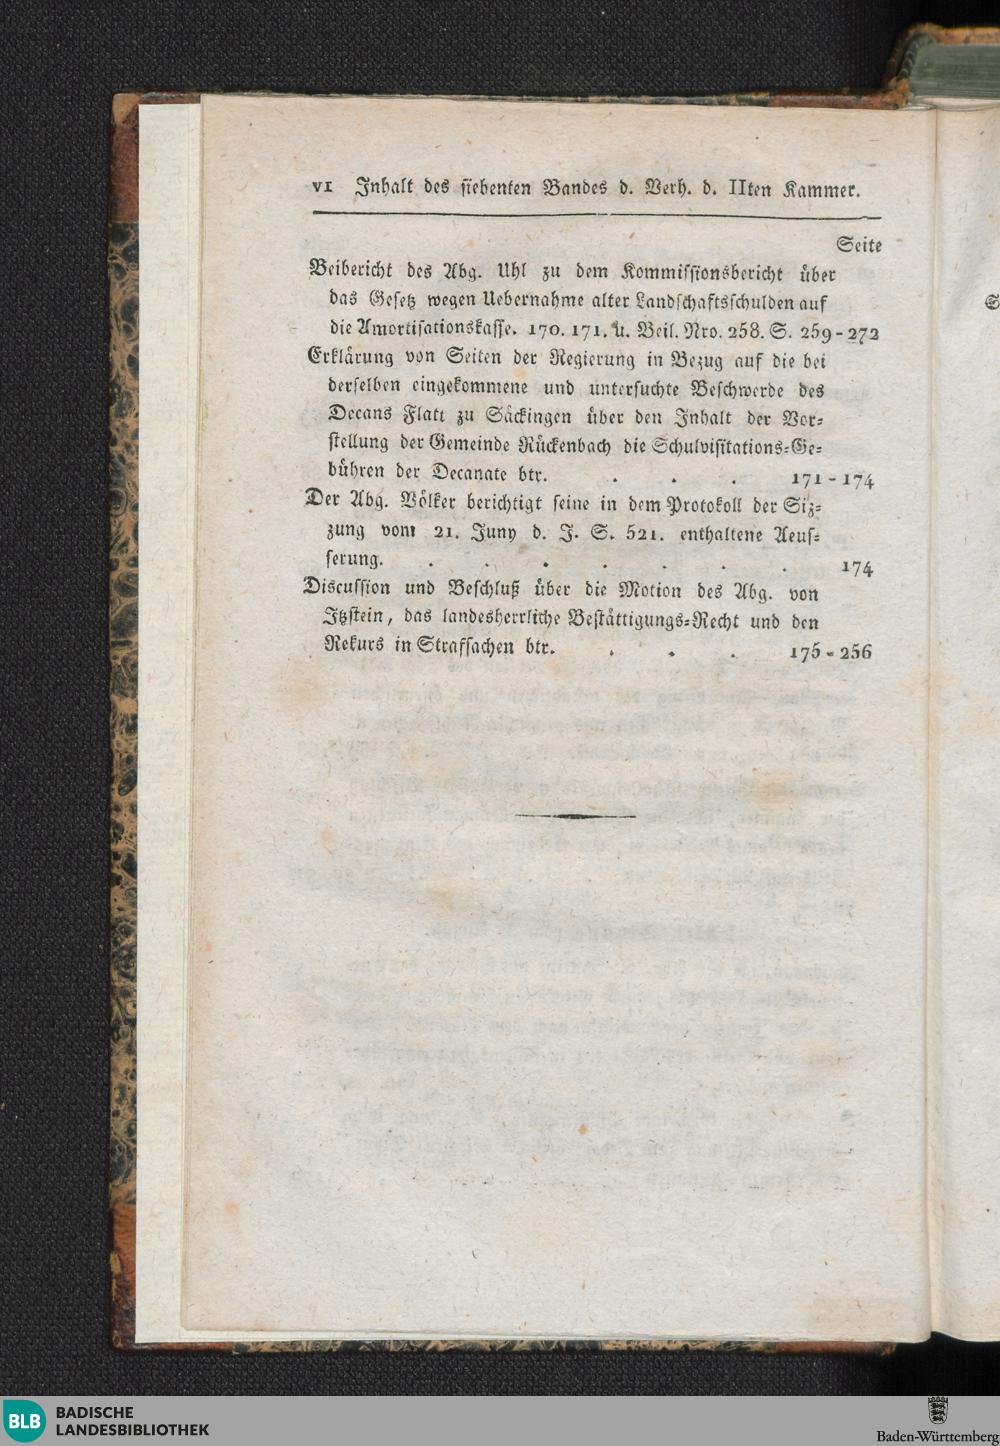 VI Inhalt des siebenten Bandes d. Verh. d. IIten Kammer.
Seite
Beibericht des Abg. Uhl zu dem Kommissionsbericht über
das Gesetz wegen Uebernahme alter Landschaftsschulden auf
die Amortisationskasse. 170. 171. u. Beil. Nro. 258. S. 259-272
Erklärung von Seiten der Regierung in Bezug auf die bei
derselben eingekommene und untersuchte Beschwerde des
Decans Flatt zu Säckingen über den Inhalt der Vor-
stellung der Gemeinde Rückenbach die Schulvisitations-Ge-
bühren der Decanate btr. . . . 171-174
Der Abg. Völker berichtigt seine in dem Protokoll der Siz-
zung vom 21. Juny d. J. S. 521. enthaltene Aeus-
serung. . . . . . . . 174
Discussion und Beschluß über die Motion des Abg. von
Itzstein, das landesherrliche Bestättigungs-Recht und den
Rekurs in Strafsachen btr. . . . 175-256
BLB BADISCHE
LANDESBIBLIOTHEK
Baden-Württemberg